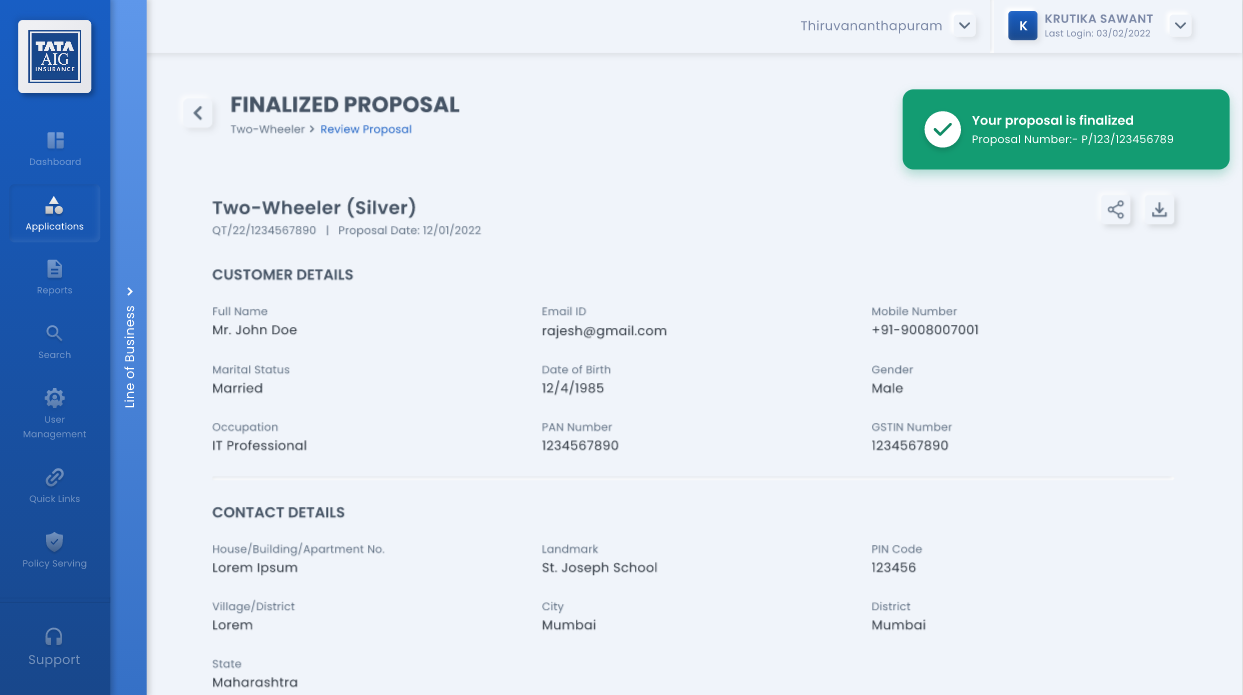 TATA
AIG
INSURANCE
Dashboard
Applications
Reports
Search
User
Management
Quick Links
Policy Serving
Support
Line of Business
Thiruvananthapuram
K
KRUTIKA SAWANT
Last Login: 03/02/2022
FINALIZED PROPOSAL
Two-Wheeler > Review Proposal
Your proposal is finalized
Proposal Number:- P/123/123456789
Two-Wheeler (Silver)
QT/22/1234567890 | Proposal Date: 12/01/2022
CUSTOMER DETAILS
Full Name Email ID Mobile Number
Mr. John Doe rajesh@gmail.com +91-9008007001
Marital Status Date of Birth Gender
Married 12/4/1985 Male
Occupation PAN Number GSTIN Number
IT Professional 1234567890 1234567890
CONTACT DETAILS
House/Building/Apartment No. Landmark PIN Code
Lorem Ipsum St. Joseph School 123456
Village/District City District
Lorem Mumbai Mumbai
State
Maharashtra